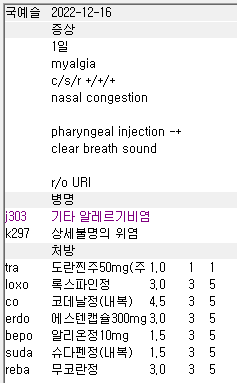 국예슬 2022-12-16
증상
1일
myalgia
c/s/r +/+/+
nasal congestion
pharyngeal injection -+
clear breath sound
r/o URI
병명
j303 기타 알레르기비염
k297 상세불명의 위염
처방
tra 도란찐주50mg(주 1.0 1 1
loxo 록스파인정 3.0 3 5
co 코데날정(내복) 4.5 3 5
erdo 에스텐캡슐300mg 3.0 3 5
bepo 알리온정10mg 1.5 3 5
suda 슈다펜정(내복) 1.5 3 5
reba 무코란정 3.0 3 5